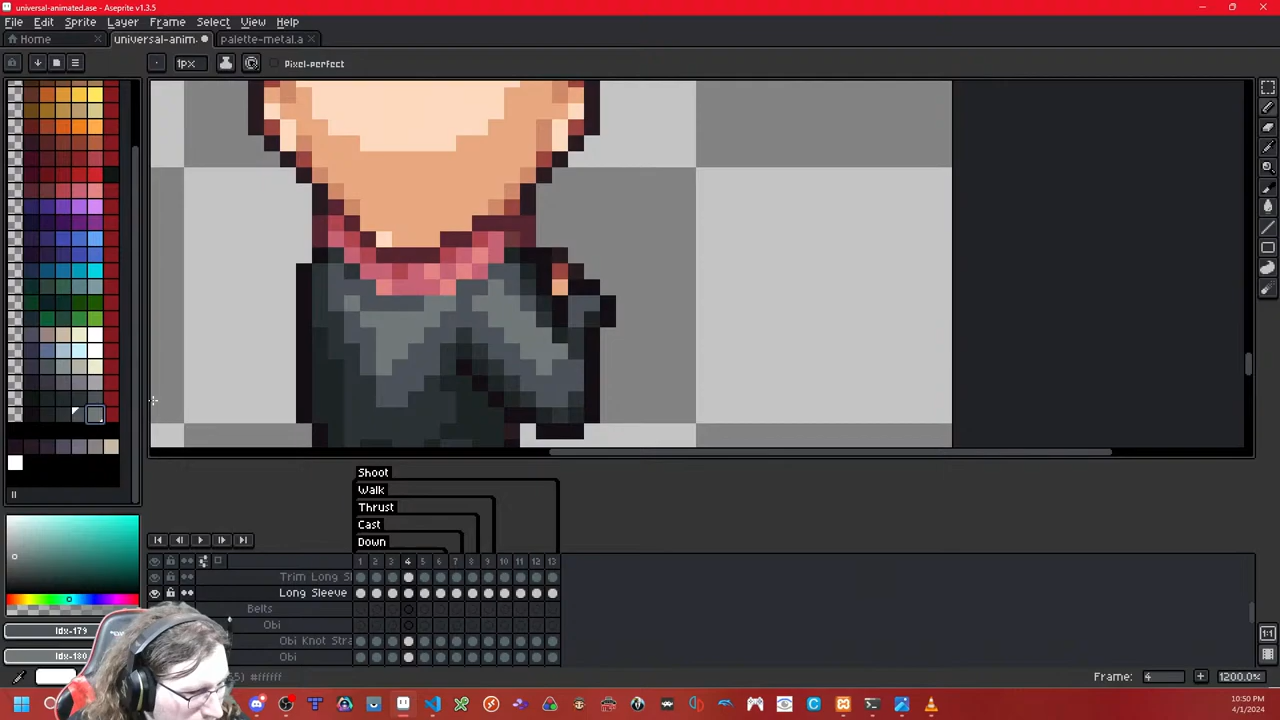 universal-animated.ase - Aseprite v1.3.5
File Edit Sprite Layer Frame Select View Help
Home universal-anim. palette-metal.a
1px Pixel-perfect
Shoot
Walk
Thrust
Cast
Down
1 2 3 4 5 6 7 8 9 10 11 12 13
Trim Long S
Long Sleeve
Belts
Obi
Obi Knot Stra
Obi
Idx-179
Idx-180
#ffffff
Frame: 4 1200.0%
1:1
10:50 PM
4/1/2024